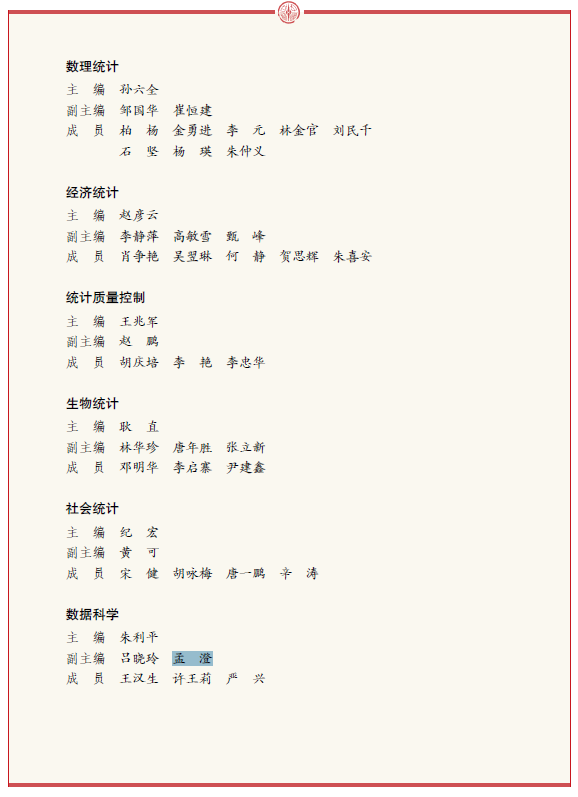 数理统计
主　编　孙六全
副主编　邹国华　崔恒建
成　员　柏　杨　金勇进　李　元　林金官　刘民千
石　坚　杨　瑛　朱仲义
经济统计
主　编　赵彦云
副主编　李静萍　高敏雪　甄　峰
成　员　肖争艳　吴翌琳　何　静　贺思辉　朱喜安
统计质量控制
主　编　王兆军
副主编　赵　鹏
成　员　胡庆培　李　艳　李忠华
生物统计
主　编　耿　直
副主编　林华珍　唐年胜　张立新
成　员　邓明华　李启寨　尹建鑫
社会统计
主　编　纪　宏
副主编　黄　可
成　员　宋　健　胡咏梅　唐一鹏　辛　涛
数据科学
主　编　朱利平
副主编　吕晓玲　孟　澄
成　员　王汉生　许王莉　严　兴